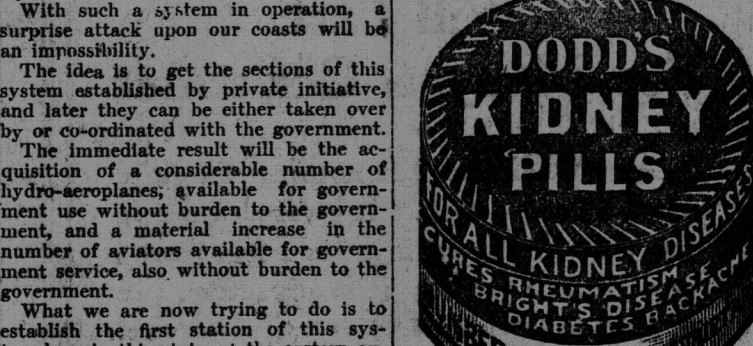 With such a system in operation, a
surprise attack upon our coasts will be
an impossibility.
The idea is to get the sections of this
system established by private initiative,
and later they can be either taken over
by or co-ordinated with the government.
The immediate result will be the ac-
quisition of a considerable number of
hydro-aeroplanes, available for govern-
ment use without burden to the govern-
ment, and a material increase in the
number of aviators available for govern-
ment service, also without burden to the
government.
What we are now trying to do is to
establish the first station of this sys-
DODD'S
KIDNEY
PILLS
FOR ALL KIDNEY DISEASES
CURES RHEUMATISM
BRIGHT'S DISEASE
DIABETES BACKACHE